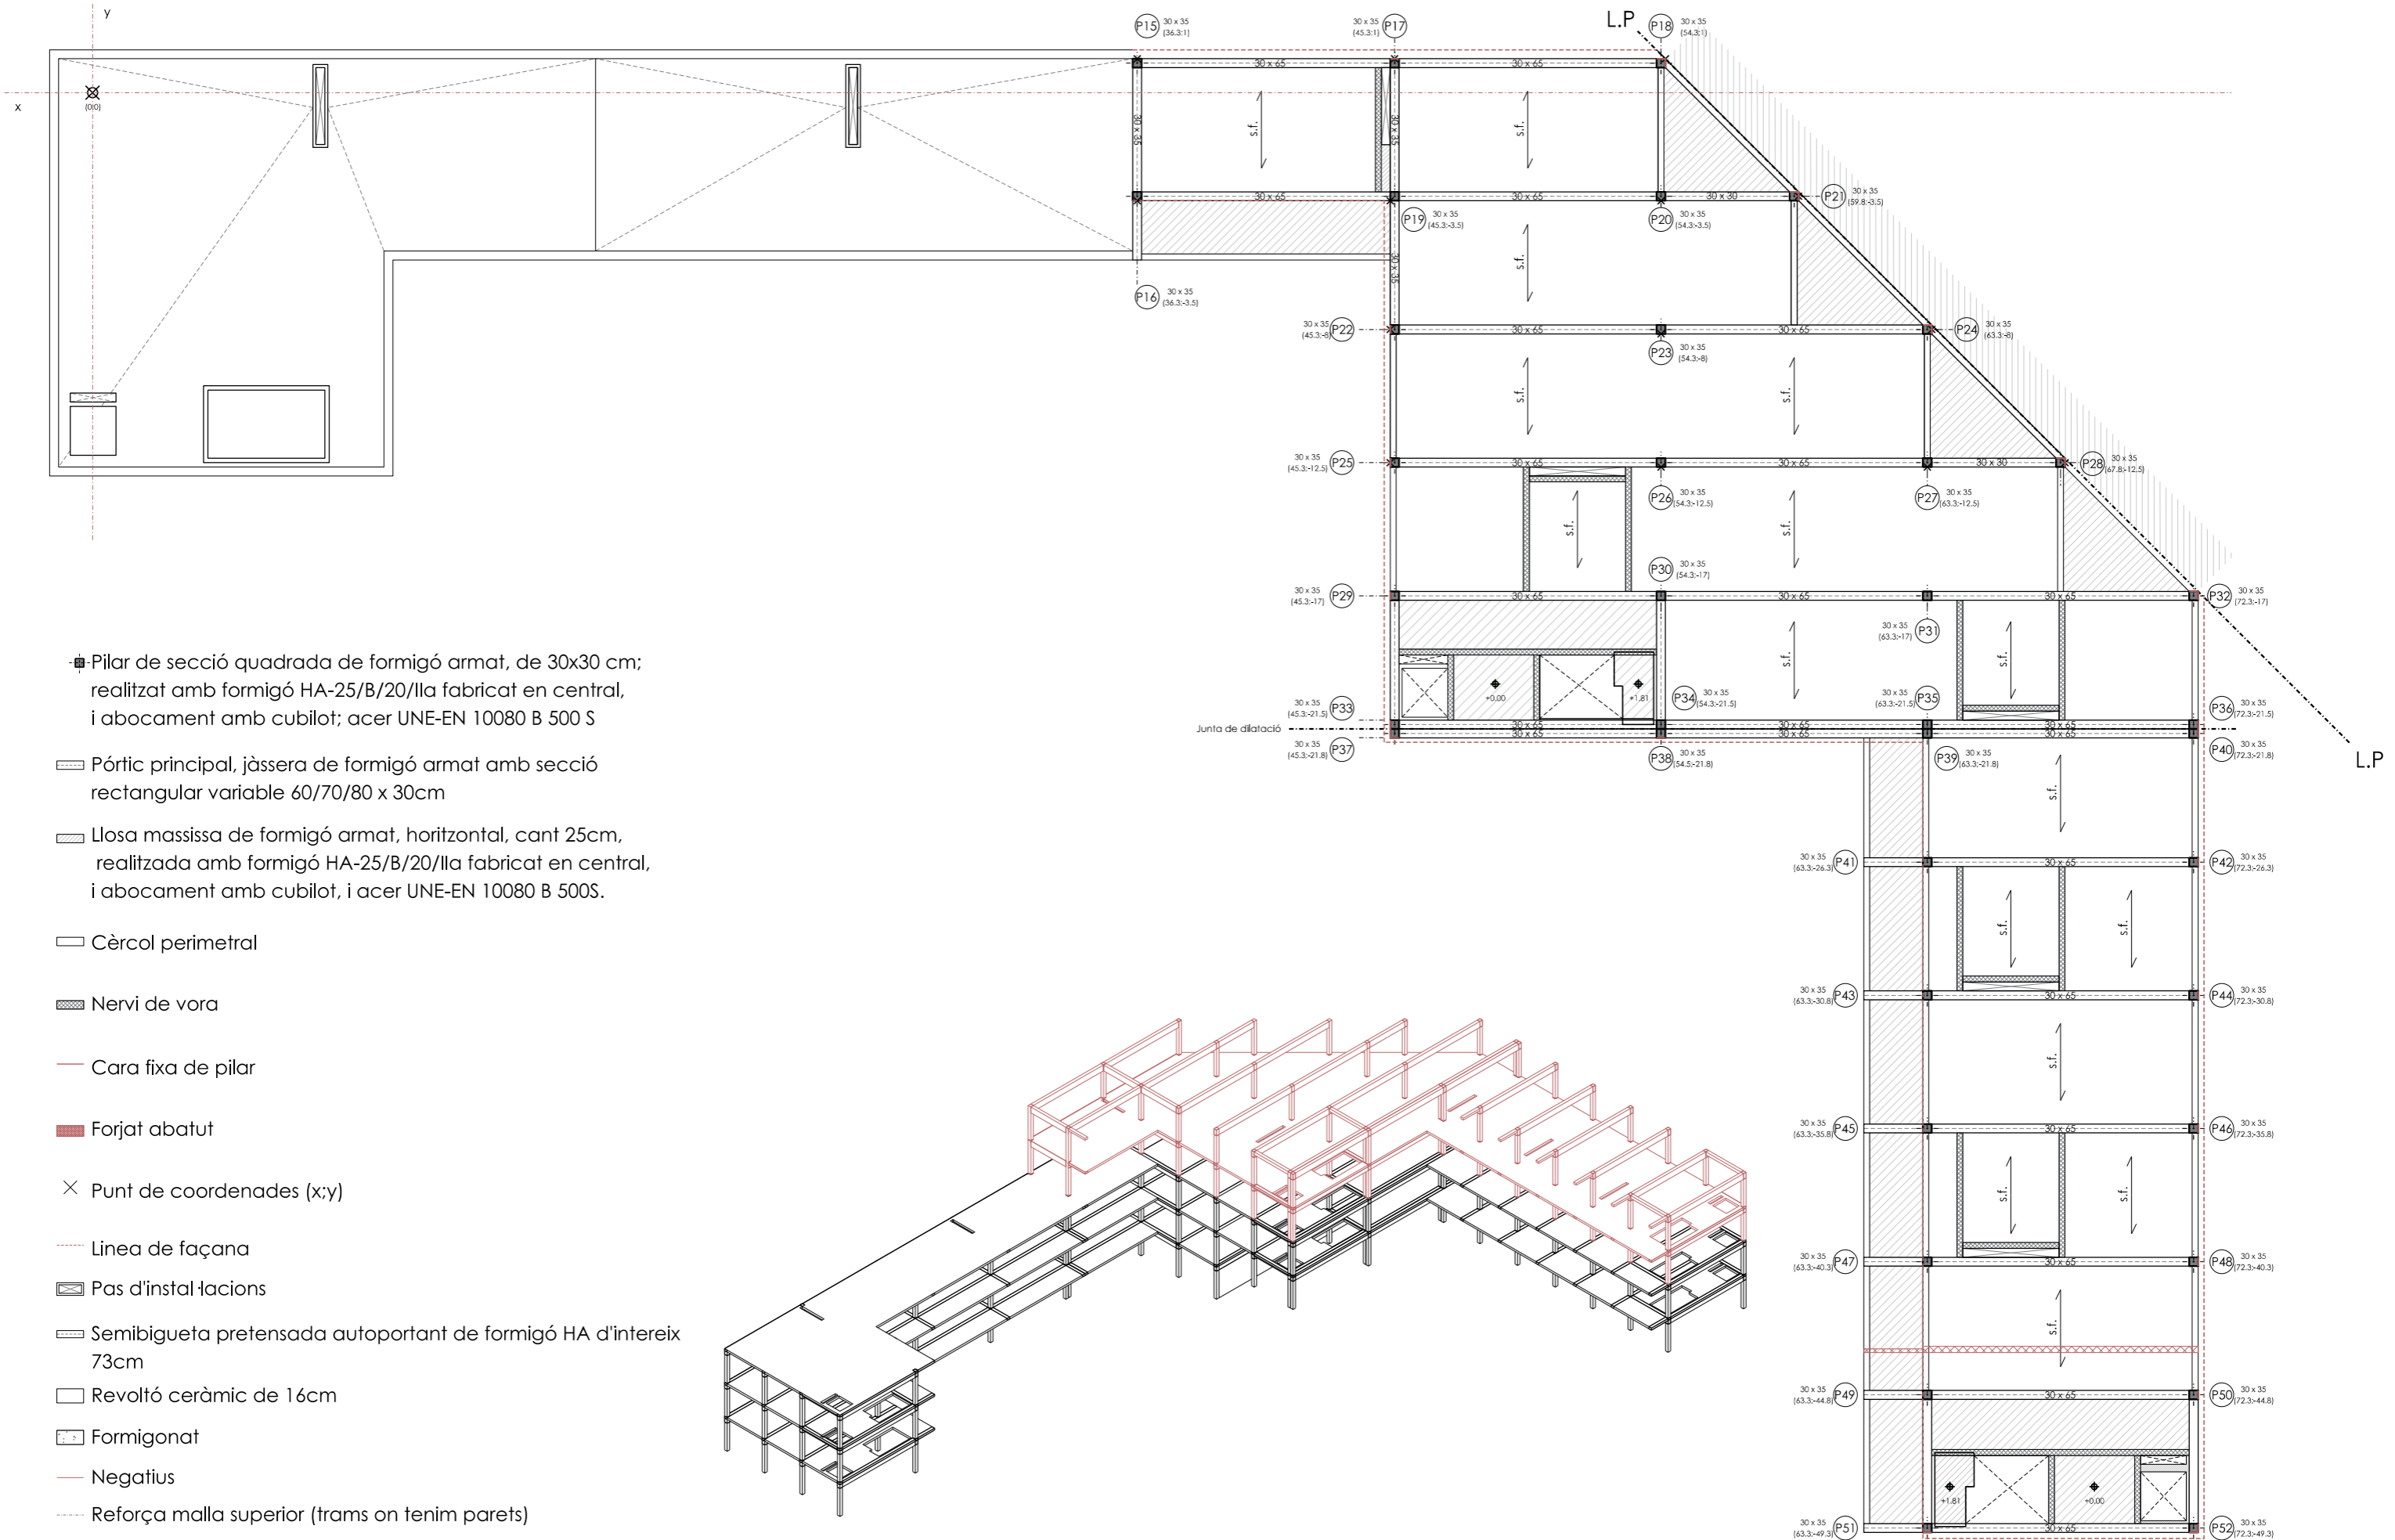 y
x
(0;0)
P15 30 x 35
(36.3;1)
30 x 35 P17
(45.3;1)
L.P
P18 30 x 35
(54.3;1)
30 x 65
30 x 65
30 x 35
30 x 35
s.f.
s.f.
30 x 65
30 x 65
30 x 30
P21 30 x 35
(59.8;-3.5)
P19 30 x 35
(45.3;-3.5)
P20 30 x 35
(54.3;-3.5)
30 x 35
s.f.
P16 30 x 35
(36.3;-3.5)
30 x 35 P22
(45.3;-8)
30 x 65
30 x 65
P24 30 x 35
(63.3;-8)
P23 30 x 35
(54.3;-8)
s.f.
s.f.
30 x 35 P25
(45.3;-12.5)
30 x 65
30 x 65
30 x 30
P28 30 x 35
(67.8;-12.5)
P26 30 x 35
(54.3;-12.5)
P27 30 x 35
(63.3;-12.5)
s.f.
s.f.
P30 30 x 35
(54.3;-17)
30 x 35 P29
(45.3;-17)
30 x 65
30 x 65
30 x 65
P32 30 x 35
(72.3;-17)
30 x 35 P31
(63.3;-17)
s.f.
s.f.
+0.00
+1.81
30 x 35 P33
(45.3;-21.5)
P34 30 x 35
(54.3;-21.5)
30 x 35 P35
(63.3;-21.5)
P36 30 x 35
(72.3;-21.5)
Junta de dilatació
30 x 65
30 x 65
30 x 65
30 x 65
30 x 65
30 x 65
30 x 35 P37
(45.3;-21.8)
P38 30 x 35
(54.5;-21.8)
P39 30 x 35
(63.3;-21.8)
P40 30 x 35
(72.3;-21.8)
L.P
s.f.
30 x 35 P41
(63.3;-26.3)
30 x 65
P42 30 x 35
(72.3;-26.3)
s.f.
s.f.
30 x 35 P43
(63.3;-30.8)
30 x 65
P44 30 x 35
(72.3;-30.8)
s.f.
30 x 35 P45
(63.3;-35.8)
30 x 65
P46 30 x 35
(72.3;-35.8)
s.f.
s.f.
30 x 35 P47
(63.3;-40.3)
30 x 65
P48 30 x 35
(72.3;-40.3)
s.f.
30 x 35 P49
(63.3;-44.8)
30 x 65
P50 30 x 35
(72.3;-44.8)
+1.81
+0.00
30 x 35 P51
(63.3;-49.3)
30 x 65
P52 30 x 35
(72.3;-49.3)
Pilar de secció quadrada de formigó armat, de 30x30 cm;
realitzat amb formigó HA-25/B/20/IIa fabricat en central,
i abocament amb cubilot; acer UNE-EN 10080 B 500 S
Pórtic principal, jàssera de formigó armat amb secció
rectangular variable 60/70/80 x 30cm
Llosa massissa de formigó armat, horitzontal, cant 25cm,
realitzada amb formigó HA-25/B/20/IIa fabricat en central,
i abocament amb cubilot, i acer UNE-EN 10080 B 500S.
Cèrcol perimetral
Nervi de vora
Cara fixa de pilar
Forjat abatut
Punt de coordenades (x;y)
Linea de façana
Pas d'instal·lacions
Semibigueta pretensada autoportant de formigó HA d'intereix
73cm
Revoltó ceràmic de 16cm
Formigonat
Negatius
Reforça malla superior (trams on tenim parets)